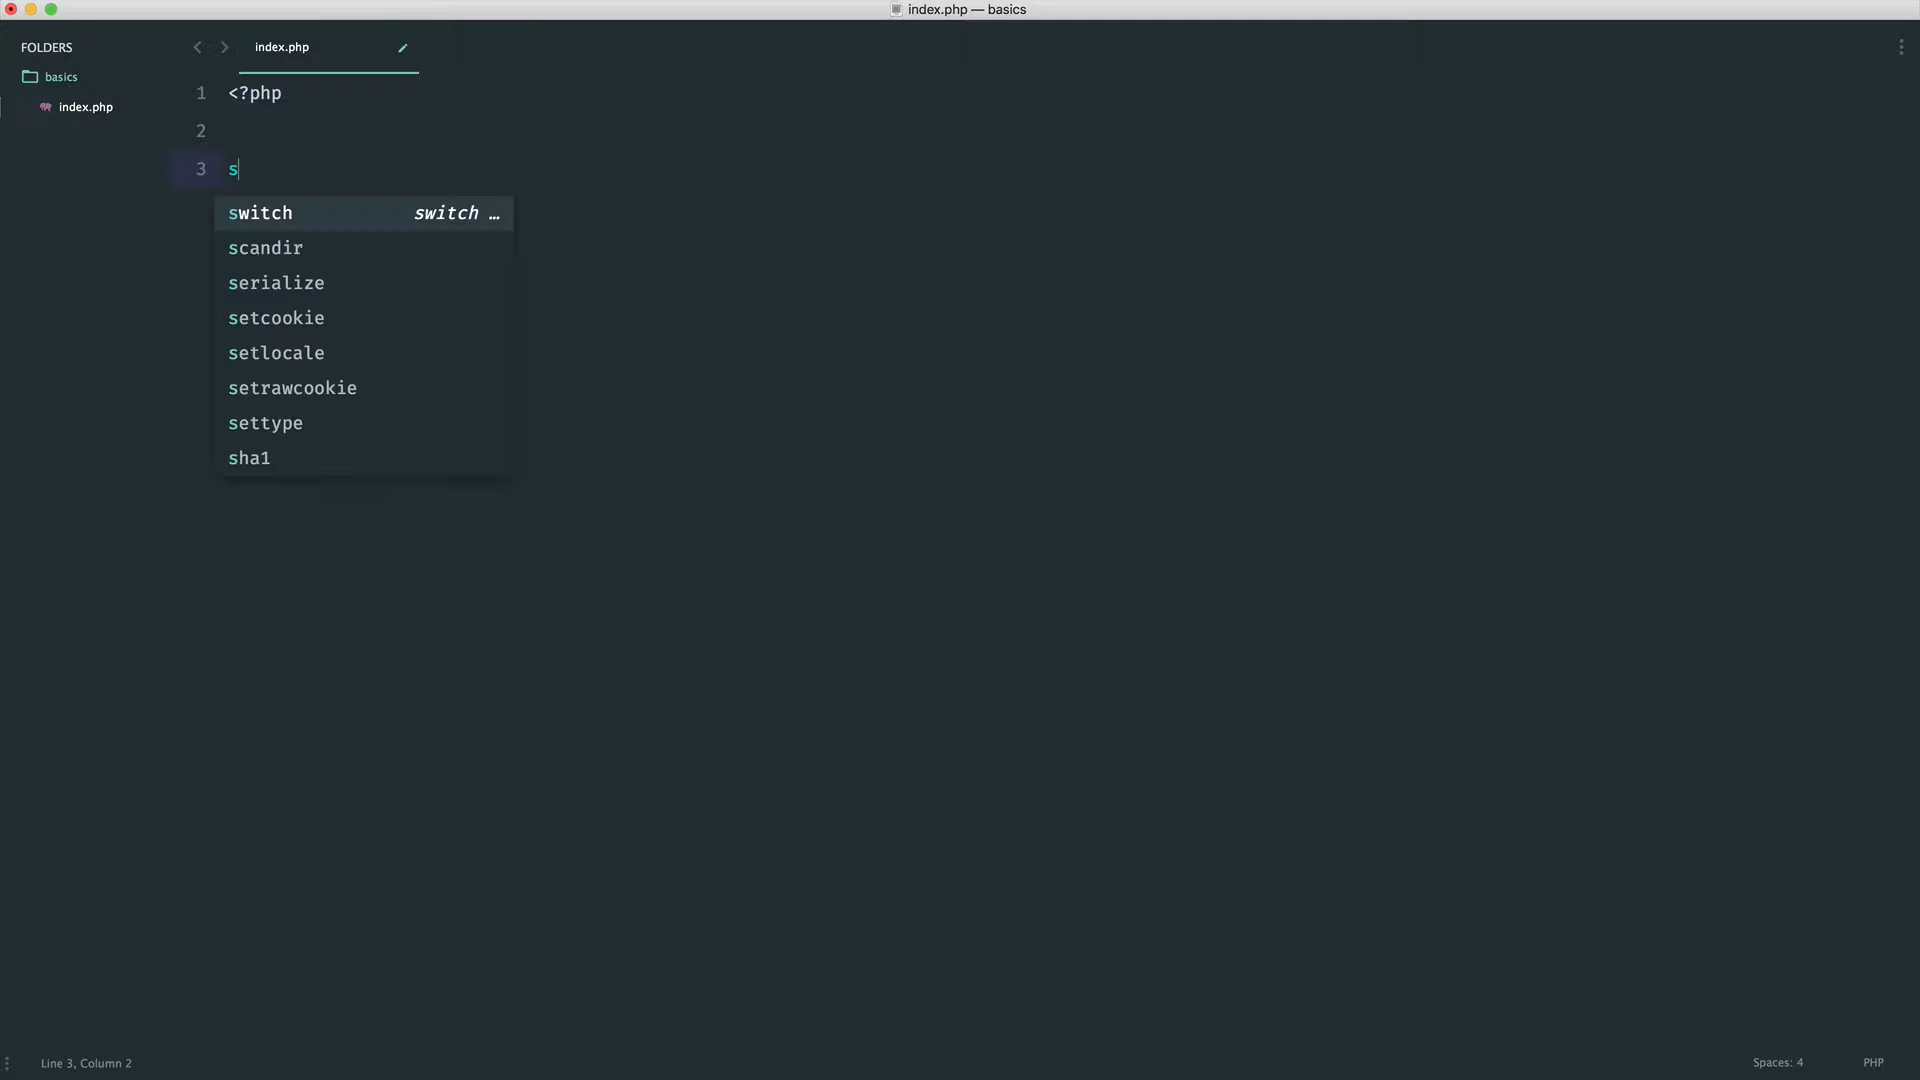 index.php — basics
FOLDERS
basics
index.php
index.php
1 <?php
2
3 s
switch switch …
scandir
serialize
setcookie
setlocale
setrawcookie
settype
sha1
Line 3, Column 2
Spaces: 4
PHP